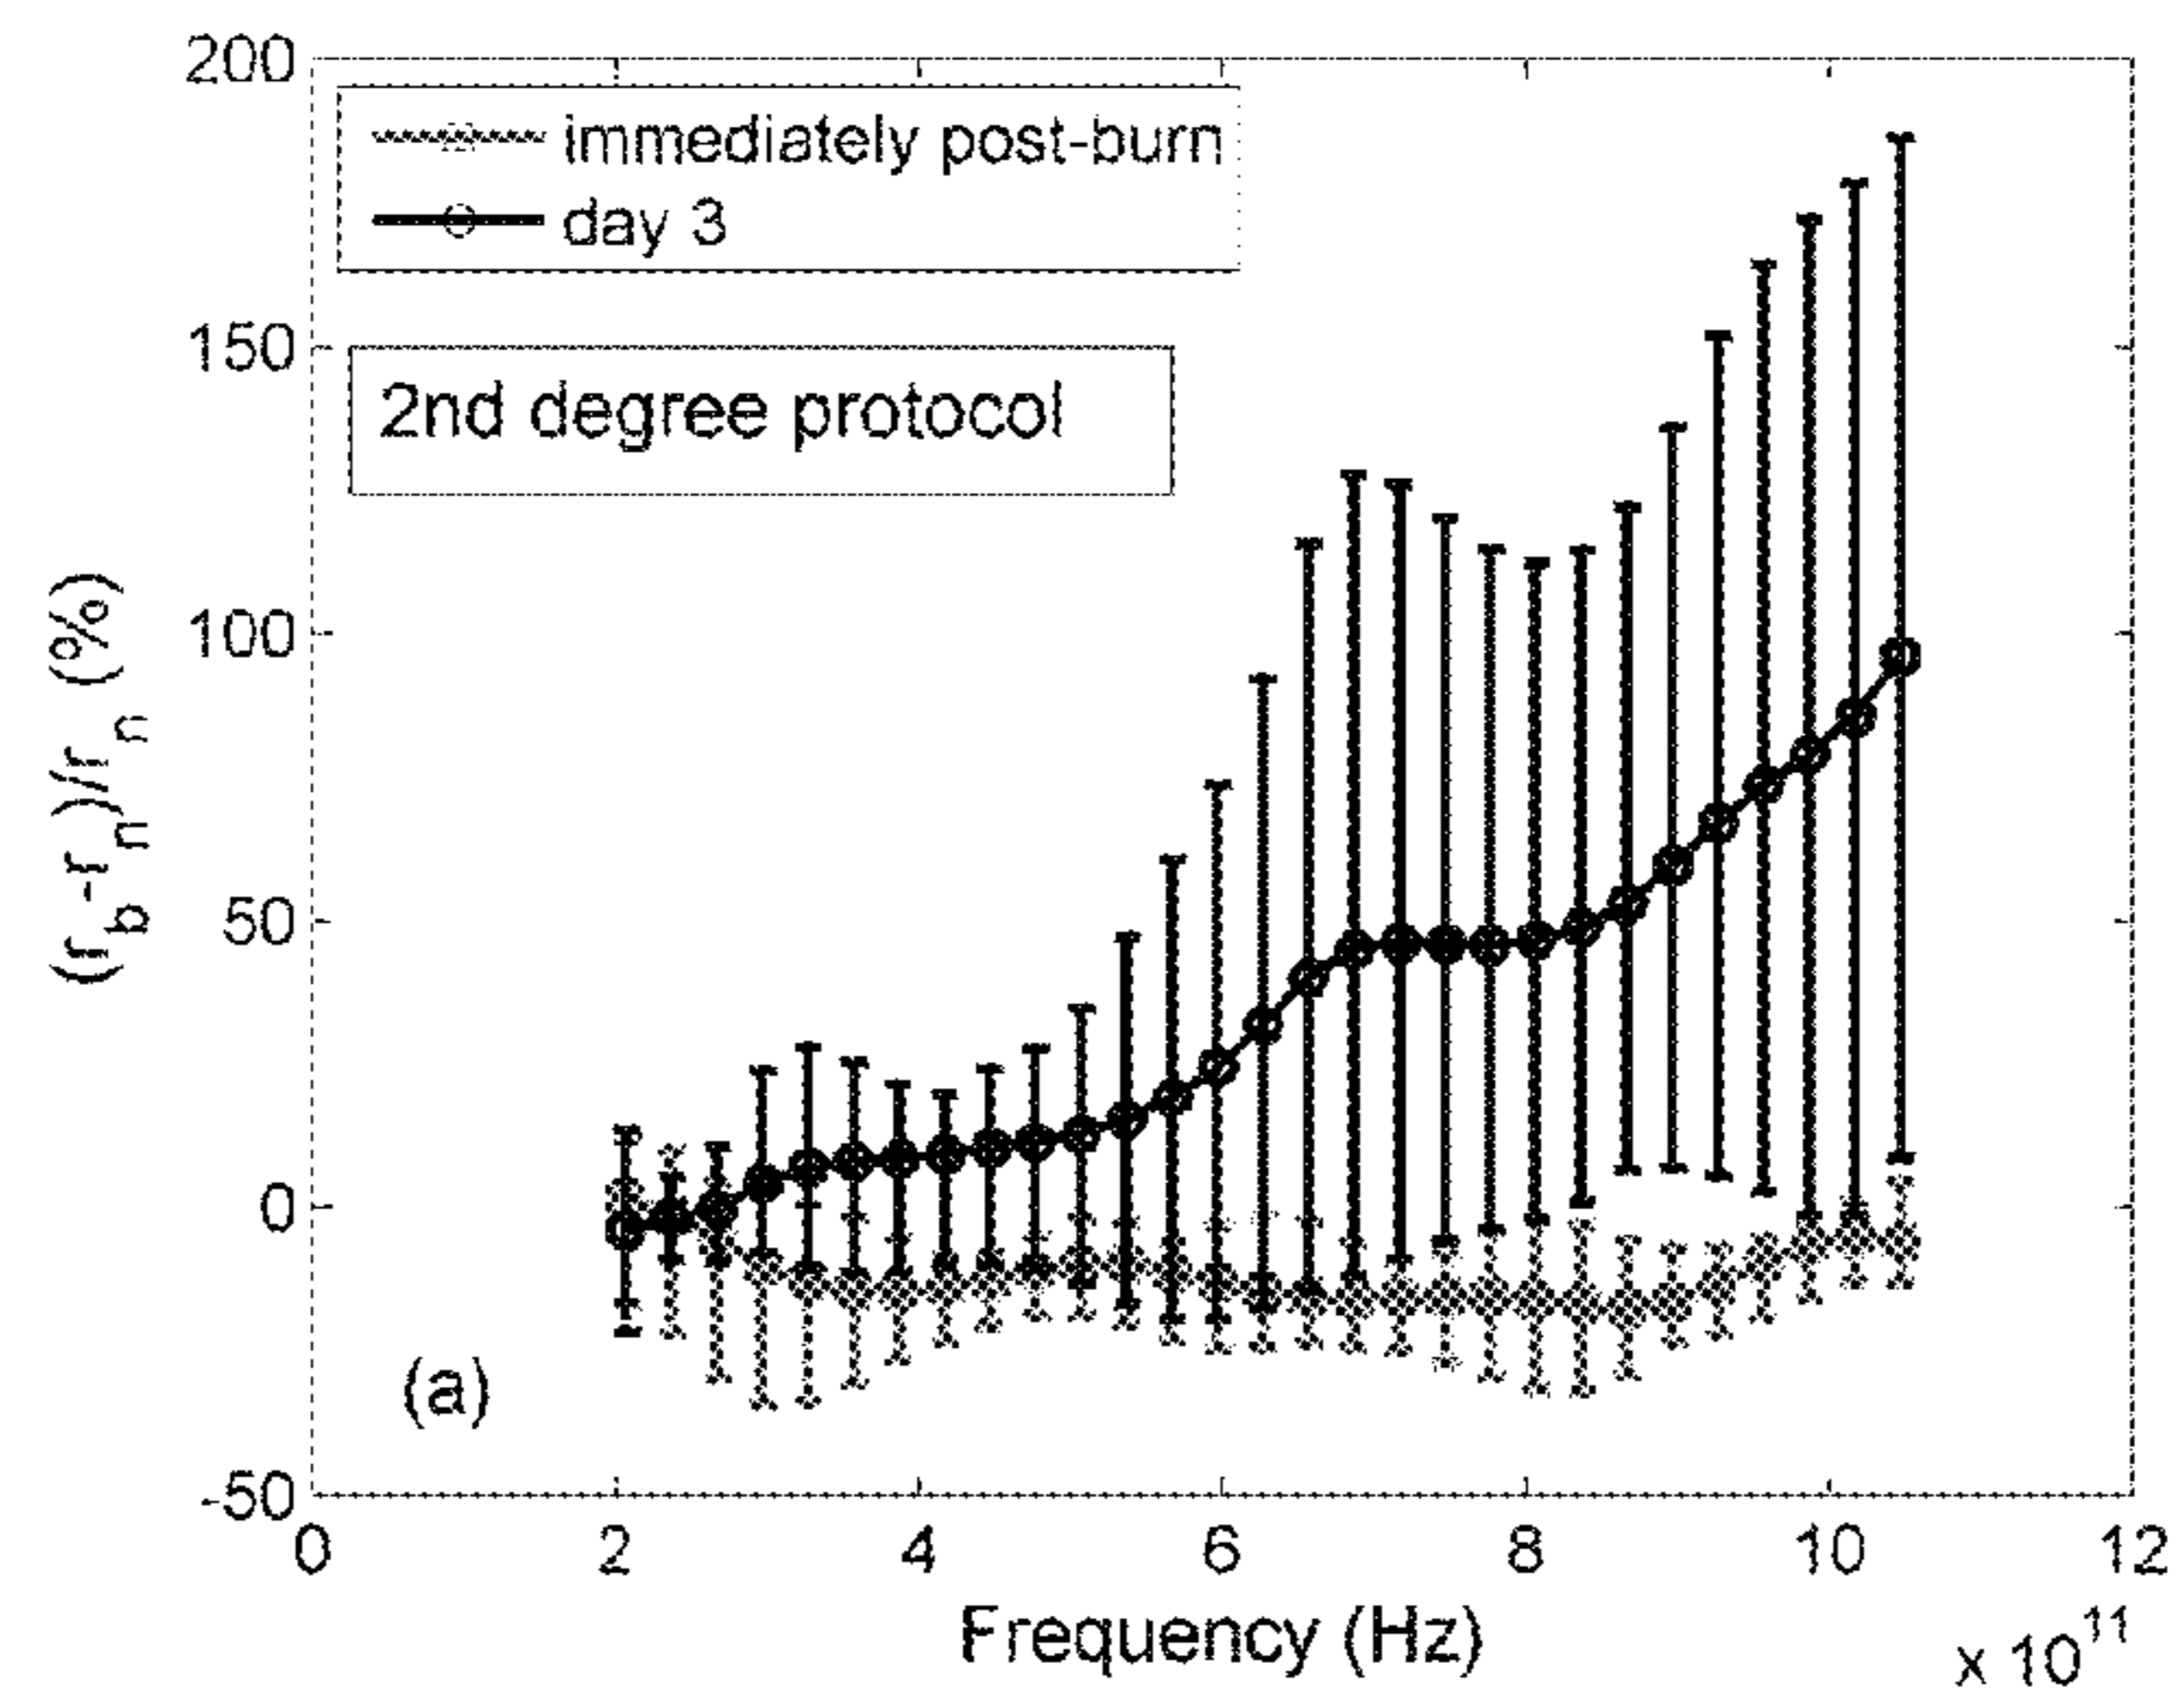 200
immediately post-burn
day 3
150
2nd degree protocol
100
(r_b-r_n)/r_n (%)
50
0
(a)
-50
0 2 4 6 8 10 12
Frequency (Hz)
x 10^11